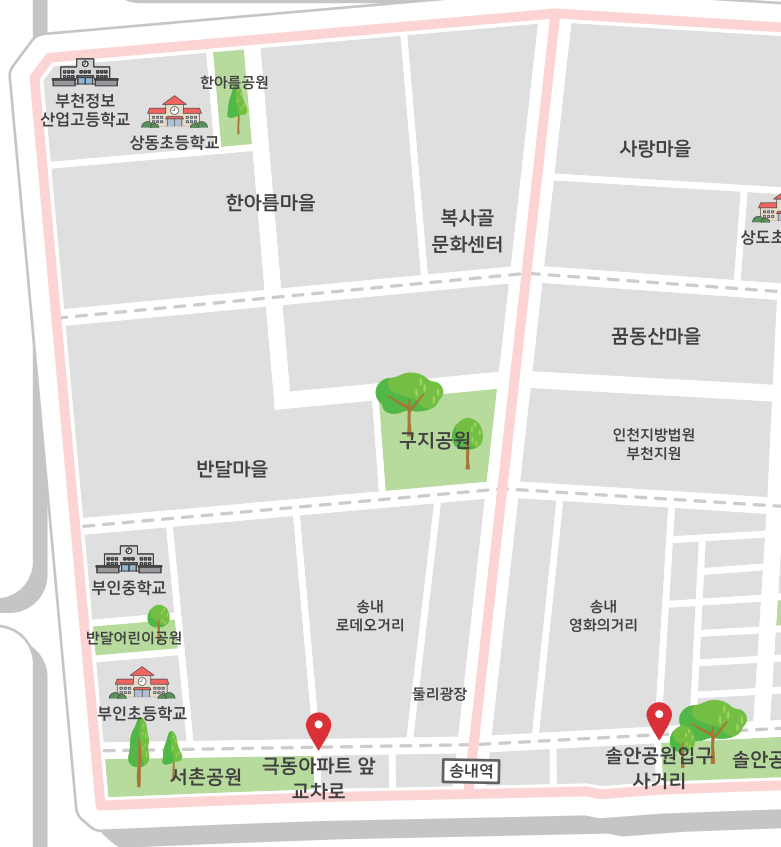 한아름공원
부천정보
산업고등학교
상동초등학교
사랑마을
한아름마을
복사골
문화센터
상도초
꿈동산마을
구지공원
인천지방법원
부천지원
반달마을
부인중학교
송내
로데오거리
송내
영화의거리
반달어린이공원
둘리광장
부인초등학교
서촌공원
극동아파트 앞
교차로
송내역
솔안공원입구
사거리
솔안공